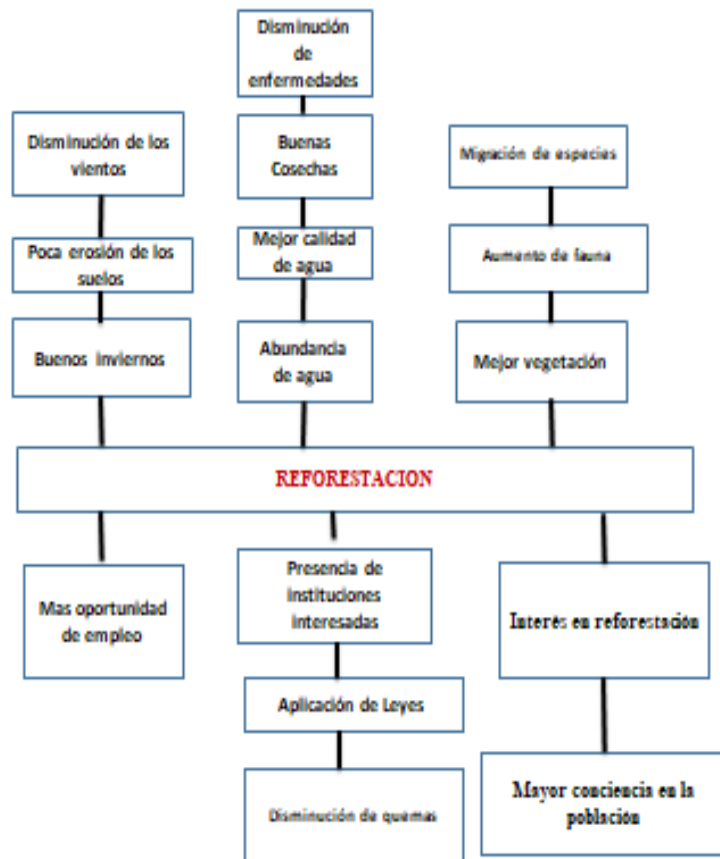 Disminución
de
enfermedades
Disminución de los
vientos
Buenas
Cosechas
Migración de especies
Poca erosión de los
suelos
Mejor calidad
de agua
Aumento de fauna
Buenos inviernos
Abundancia
de agua
Mejor vegetación
REFORESTACION
Mas oportunidad
de empleo
Presencia de
instituciones
interesadas
Interés en reforestación
Aplicación de Leyes
Disminución de quemas
Mayor conciencia en la
población